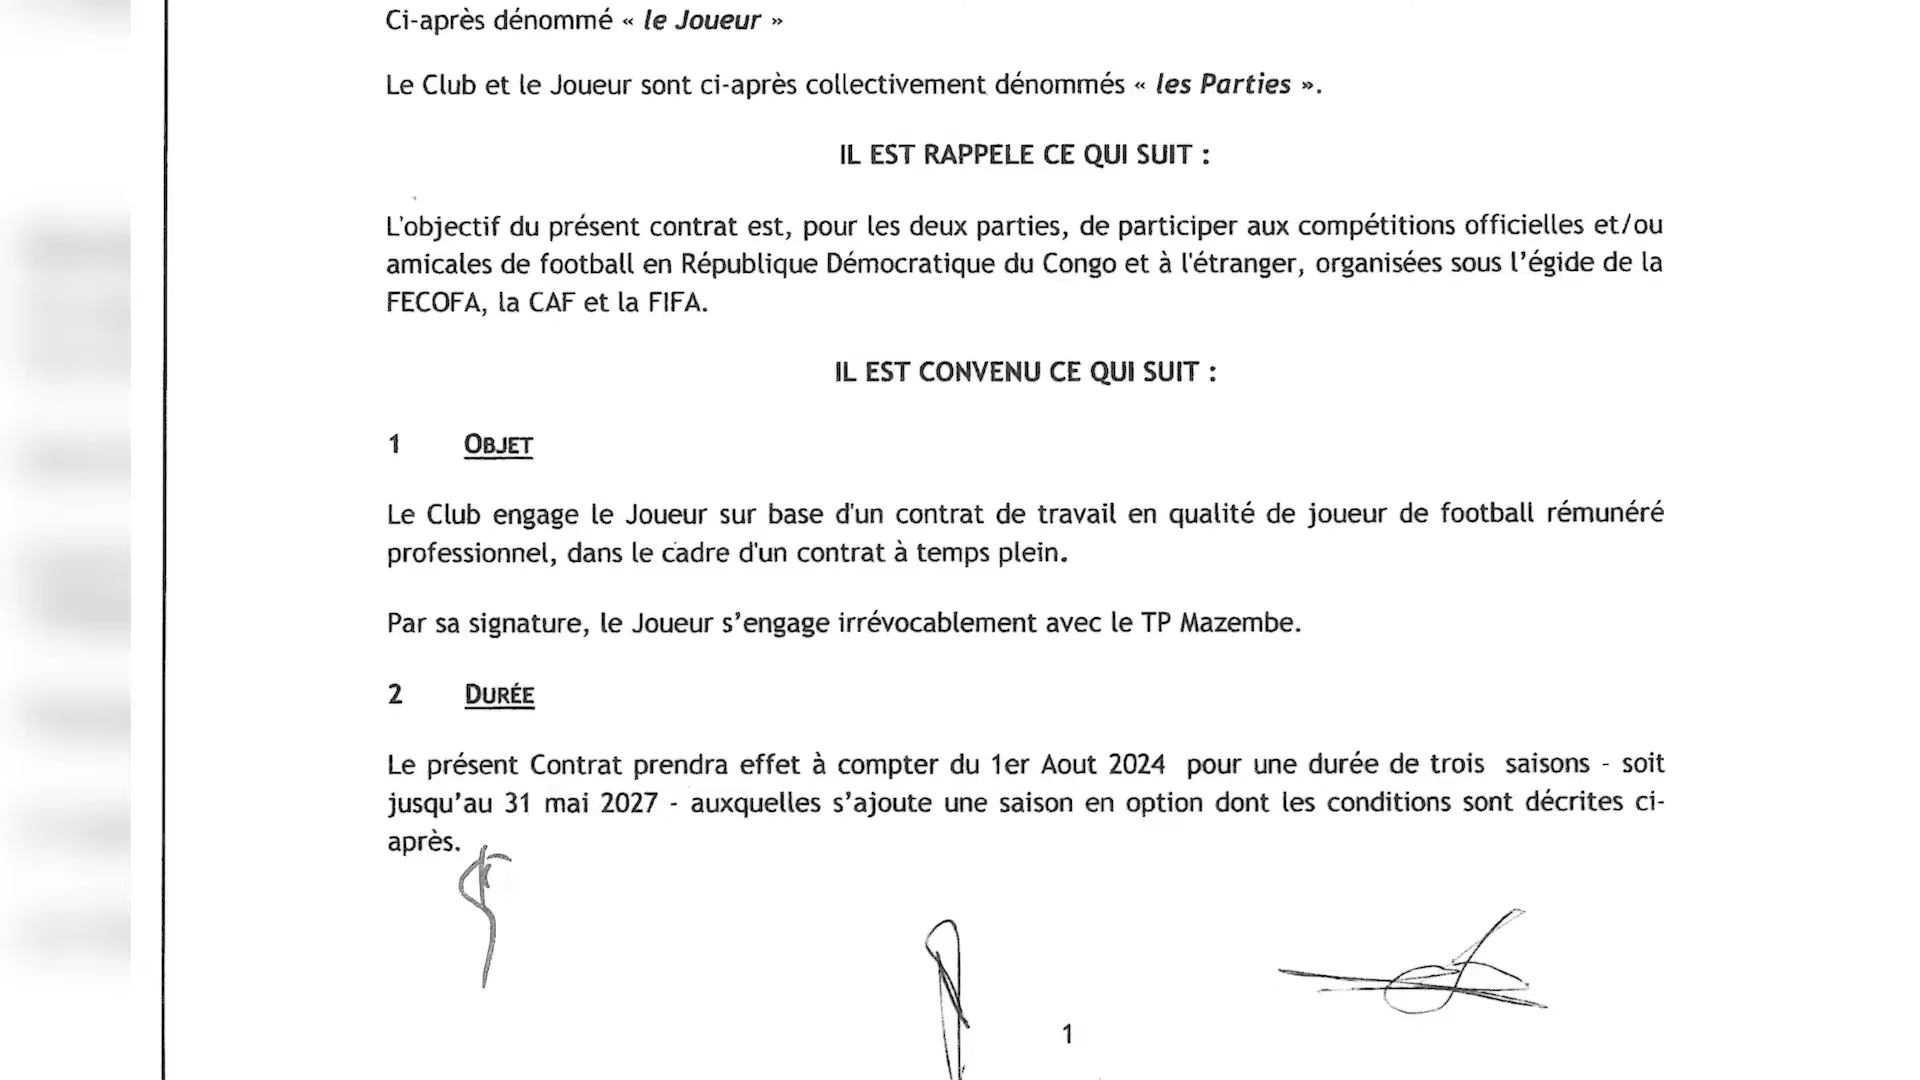 Ci-après dénommé « le Joueur »
Le Club et le Joueur sont ci-après collectivement dénommés « les Parties ».
IL EST RAPPELE CE QUI SUIT :
L'objectif du présent contrat est, pour les deux parties, de participer aux compétitions officielles et/ou
amicales de football en République Démocratique du Congo et à l'étranger, organisées sous l’égide de la
FECOFA, la CAF et la FIFA.
IL EST CONVENU CE QUI SUIT :
1 OBJET
Le Club engage le Joueur sur base d'un contrat de travail en qualité de joueur de football rémunéré
professionnel, dans le cadre d'un contrat à temps plein.
Par sa signature, le Joueur s’engage irrévocablement avec le TP Mazembe.
2 DURÉE
Le présent Contrat prendra effet à compter du 1er Aout 2024 pour une durée de trois saisons - soit
jusqu’au 31 mai 2027 - auxquelles s’ajoute une saison en option dont les conditions sont décrites ci-
après.
1